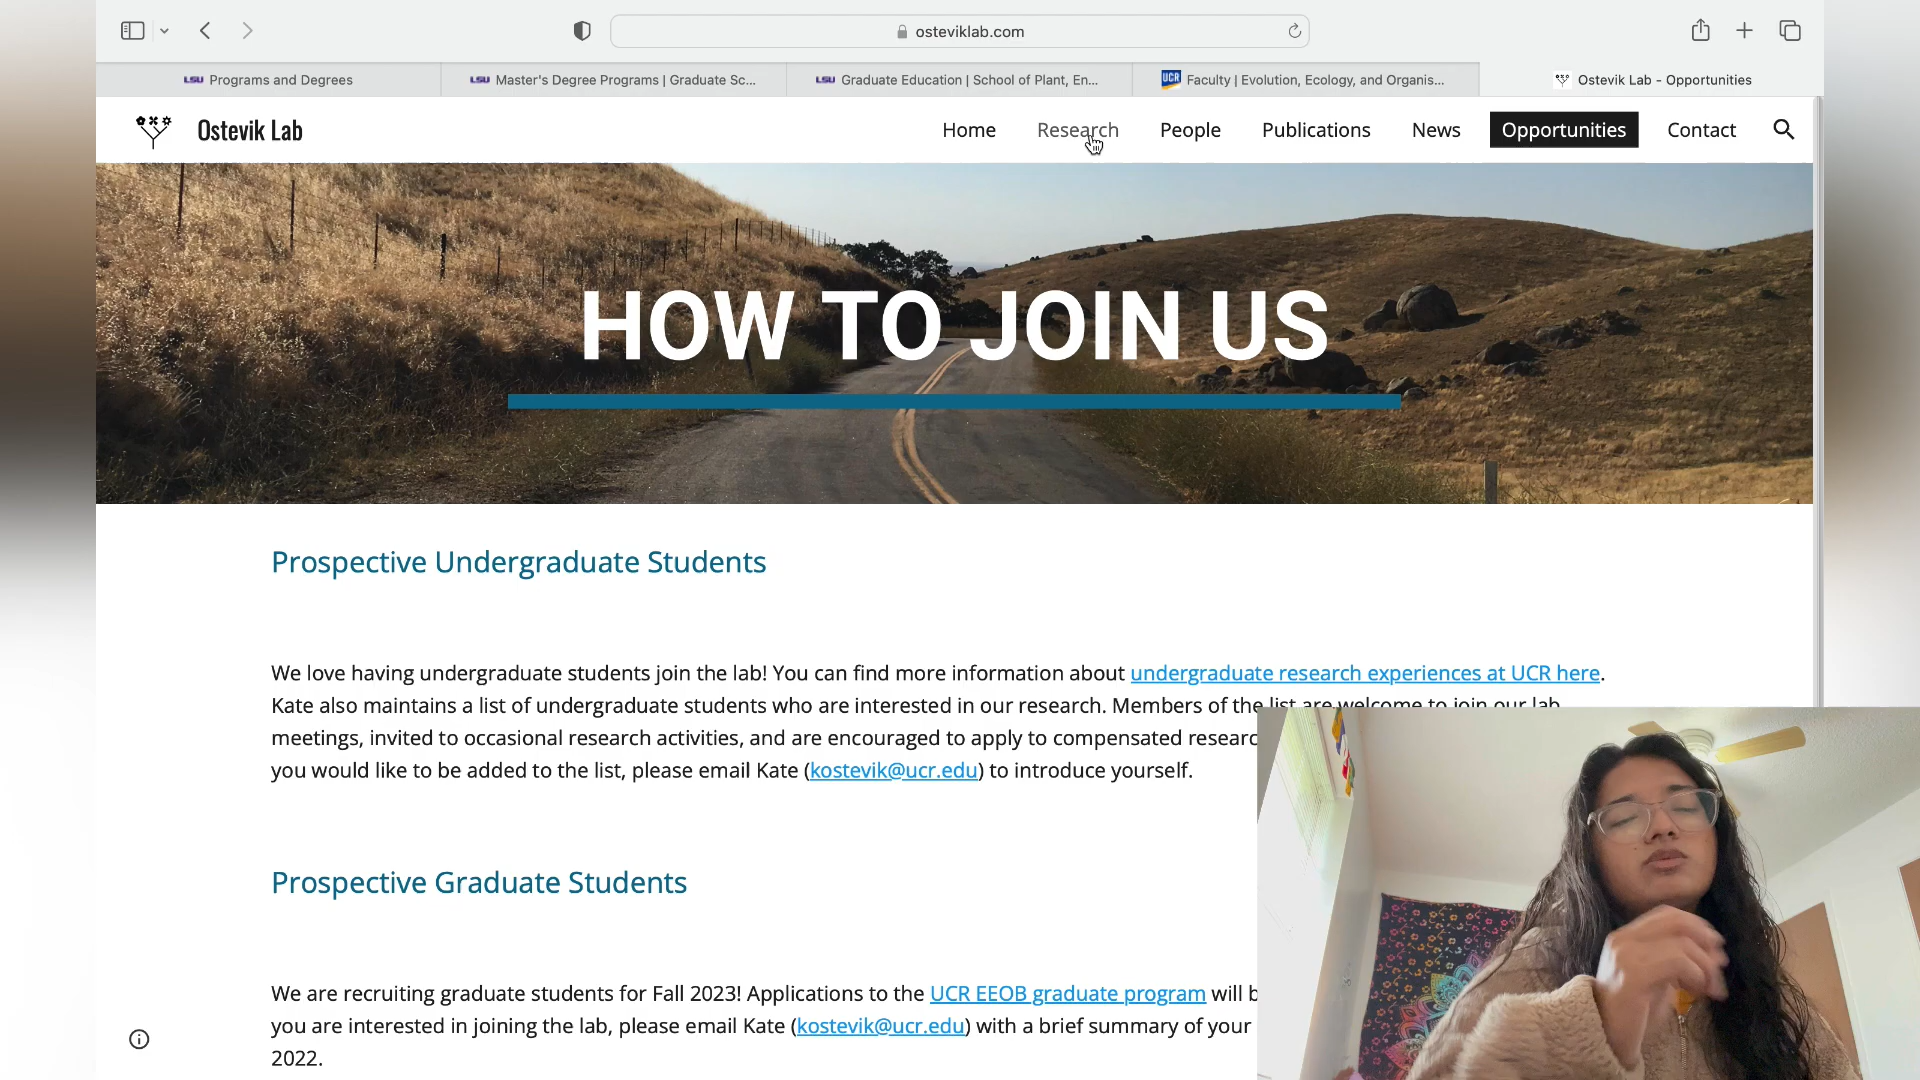 osteviklab.com
LSU Programs and Degrees
LSU Master's Degree Programs | Graduate Sc...
LSU Graduate Education | School of Plant, En...
UCR Faculty | Evolution, Ecology, and Organis...
Ostevik Lab - Opportunities
Ostevik Lab
Home
Research
People
Publications
News
Opportunities
Contact
HOW TO JOIN US
Prospective Undergraduate Students
We love having undergraduate students join the lab! You can find more information about undergraduate research experiences at UCR here.
Kate also maintains a list of undergraduate students who are interested in our research. Members of the list are welcome to join our lab
meetings, invited to occasional research activities, and are encouraged to apply to compensated
you would like to be added to the list, please email Kate (kostevik@ucr.edu) to introduce yourself.
Prospective Graduate Students
We are recruiting graduate students for Fall 2023! Applications to the UCR EEOB graduate program will
you are interested in joining the lab, please email Kate (kostevik@ucr.edu) with a brief summary of your
2022.